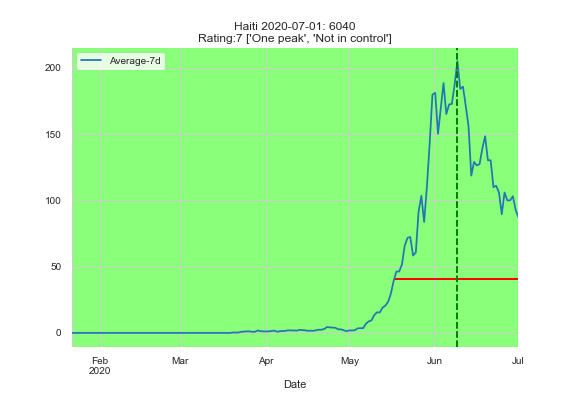 Haiti 2020-07-01: 6040
Rating:7 ['One peak', 'Not in control']
Average-7d
200
150
100
50
0
Feb Mar Apr May Jun Jul
2020
Date